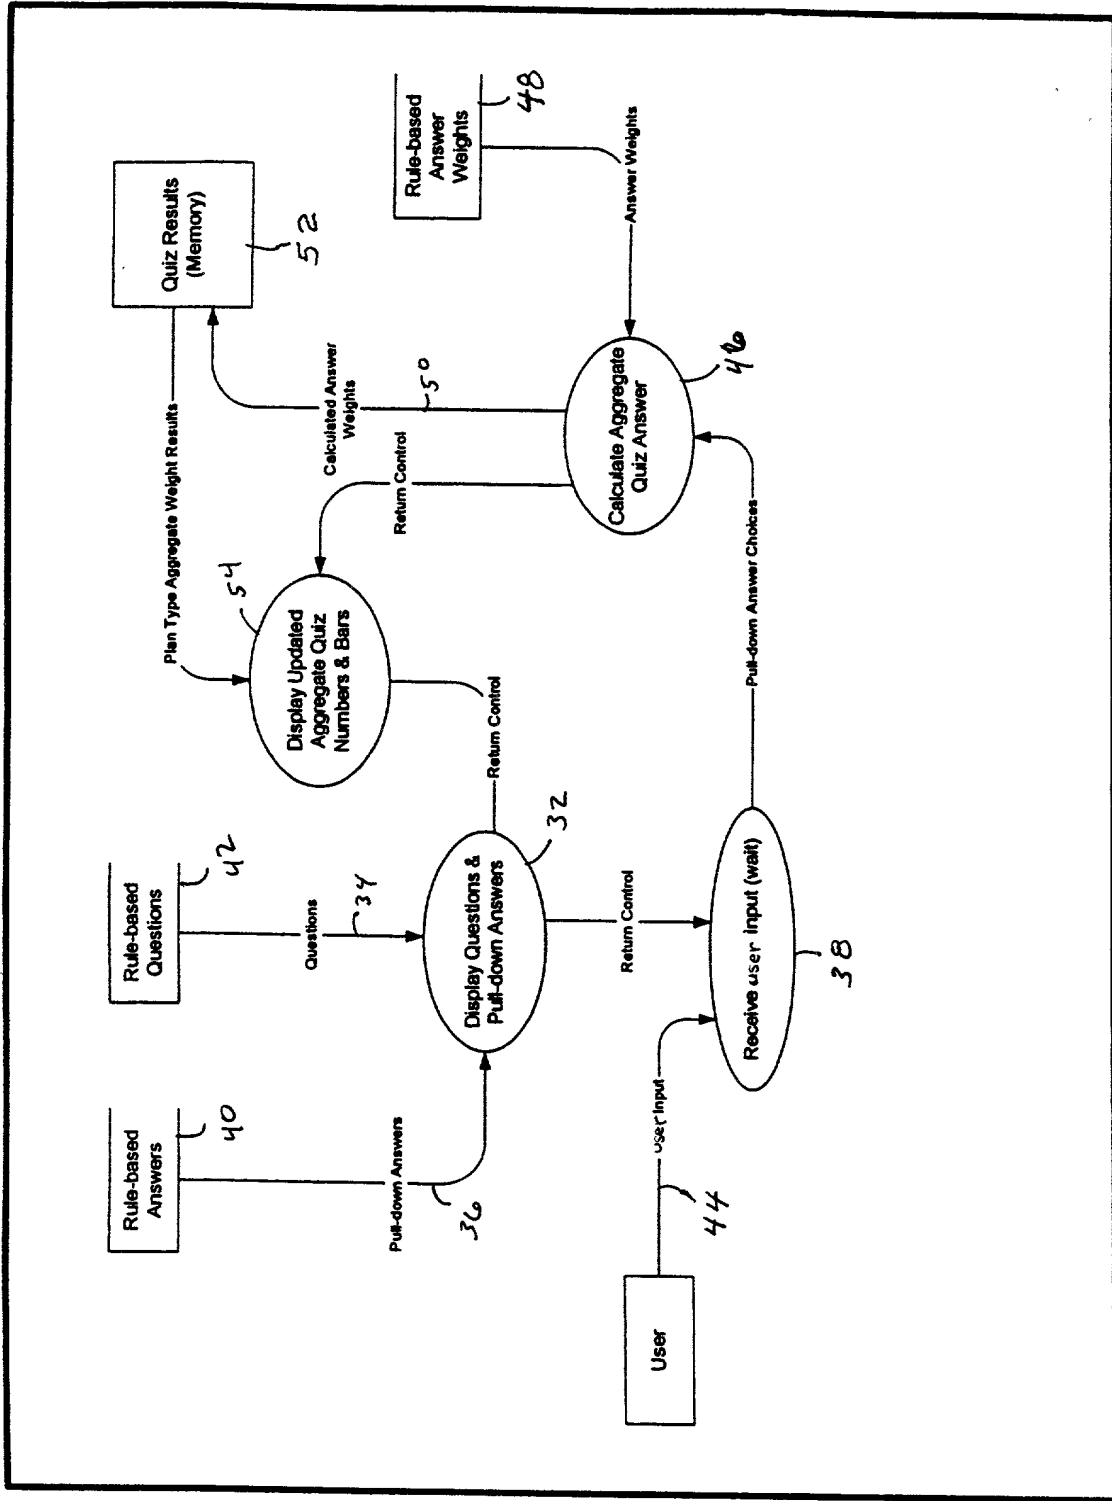 Rule-based
Answers
40
Rule-based
Questions
42
Quiz Results
(Memory)
52
Plan Type Aggregate Weight Results
Pull-down Answers
36
Questions
34
Display Updated
Aggregate Quiz
Numbers & Bars
54
Calculated Answer
Weights
50
Return Control
Rule-based
Answer
Weights
48
Display Questions &
Pull-down Answers
32
Return Control
Answer Weights
Calculate Aggregate
Quiz Answer
46
Return Control
User
User Input
44
Receive user Input (wait)
38
Pull-down Answer Choices